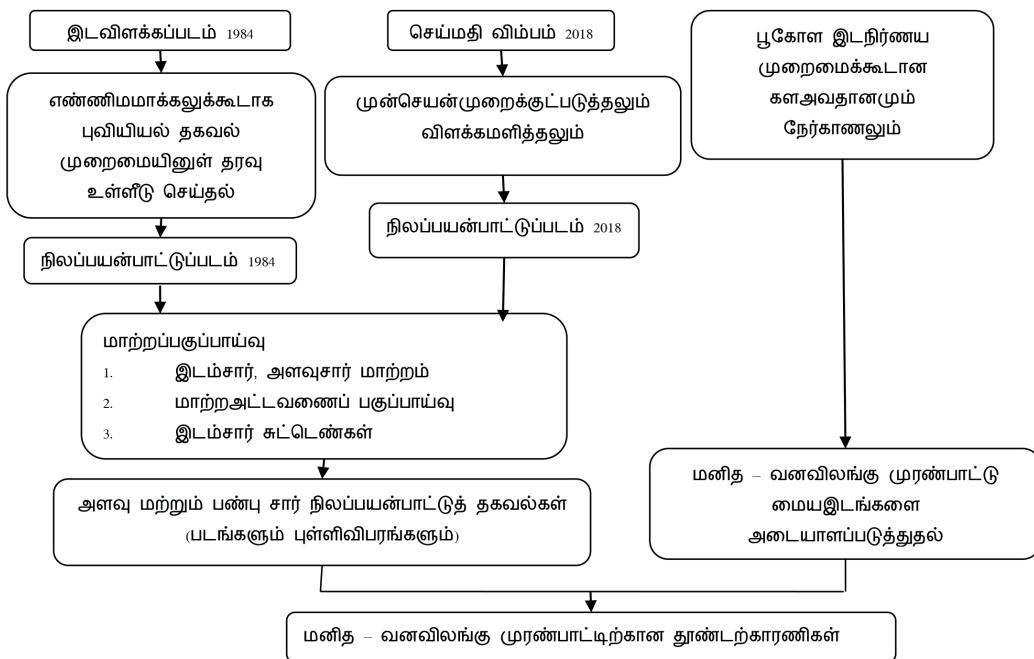 இடவிளக்கப்படம் 1984
எண்ணிமமாக்கலுக்கூடாக
புவியியல் தகவல்
முறைமையினுள் தரவு
உள்ளீடு செய்தல்
நிலப்பயன்பாட்டுப்படம் 1984
செய்மதி விம்பம் 2018
முன்செயன்முறைக்குட்படுத்தலும்
விளக்கமளித்தலும்
நிலப்பயன்பாட்டுப்படம் 2018
பூகோள இடநிர்ணய
முறைமைக்கூடான
களஅவதானமும்
நேர்காணலும்
மாற்றப்பகுப்பாய்வு
1. இடம்சார், அளவுசார் மாற்றம்
2. மாற்றஅட்டவணைப் பகுப்பாய்வு
3. இடம்சார் சுட்டெண்கள்
அளவு மற்றும் பண்பு சார் நிலப்பயன்பாட்டுத் தகவல்கள்
(படங்களும் புள்ளிவிபரங்களும்)
மனித – வனவிலங்கு முரண்பாட்டு
மையஇடங்களை
அடையாளப்படுத்துதல்
மனித – வனவிலங்கு முரண்பாட்டிற்கான தூண்டற்காரணிகள்